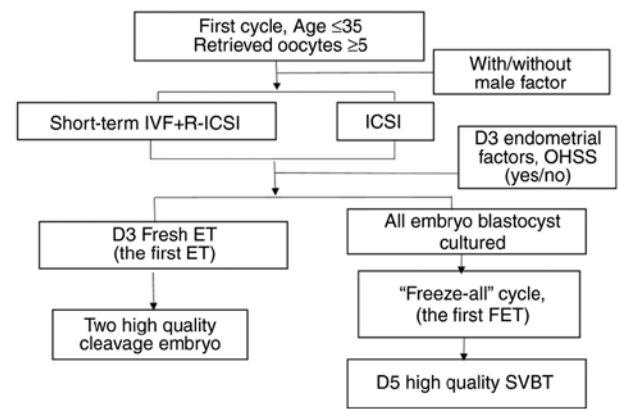 First cycle, Age ≤35
Retrieved oocytes ≥5
With/without
male factor
Short-term IVF+R-ICSI
ICSI
D3 endometrial
factors, OHSS
(yes/no)
D3 Fresh ET
(the first ET)
All embryo blastocyst
cultured
Two high quality
cleavage embryo
“Freeze-all” cycle,
(the first FET)
D5 high quality SVBT